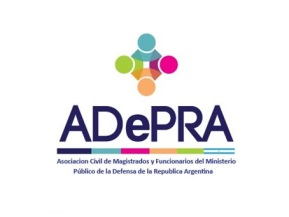 ADePRA
Asociacion Civil de Magistrados y Funcionarios del Ministerio
Público de la Defensa de la Republica Argentina